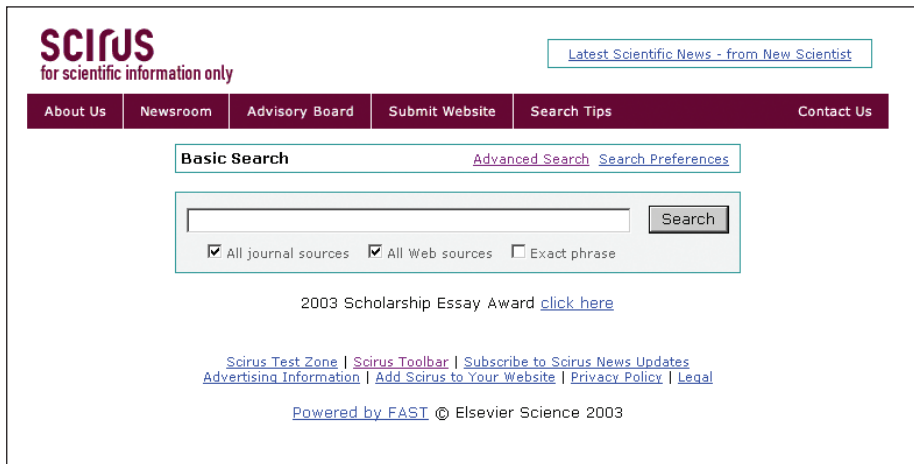 SCIRUS
for scientific information only
Latest Scientific News - from New Scientist
About Us Newsroom Advisory Board Submit Website Search Tips Contact Us
Basic Search Advanced Search Search Preferences
Search
All journal sources All Web sources Exact phrase
2003 Scholarship Essay Award click here
Scirus Test Zone | Scirus Toolbar | Subscribe to Scirus News Updates
Advertising Information | Add Scirus to Your Website | Privacy Policy | Legal
Powered by FAST © Elsevier Science 2003